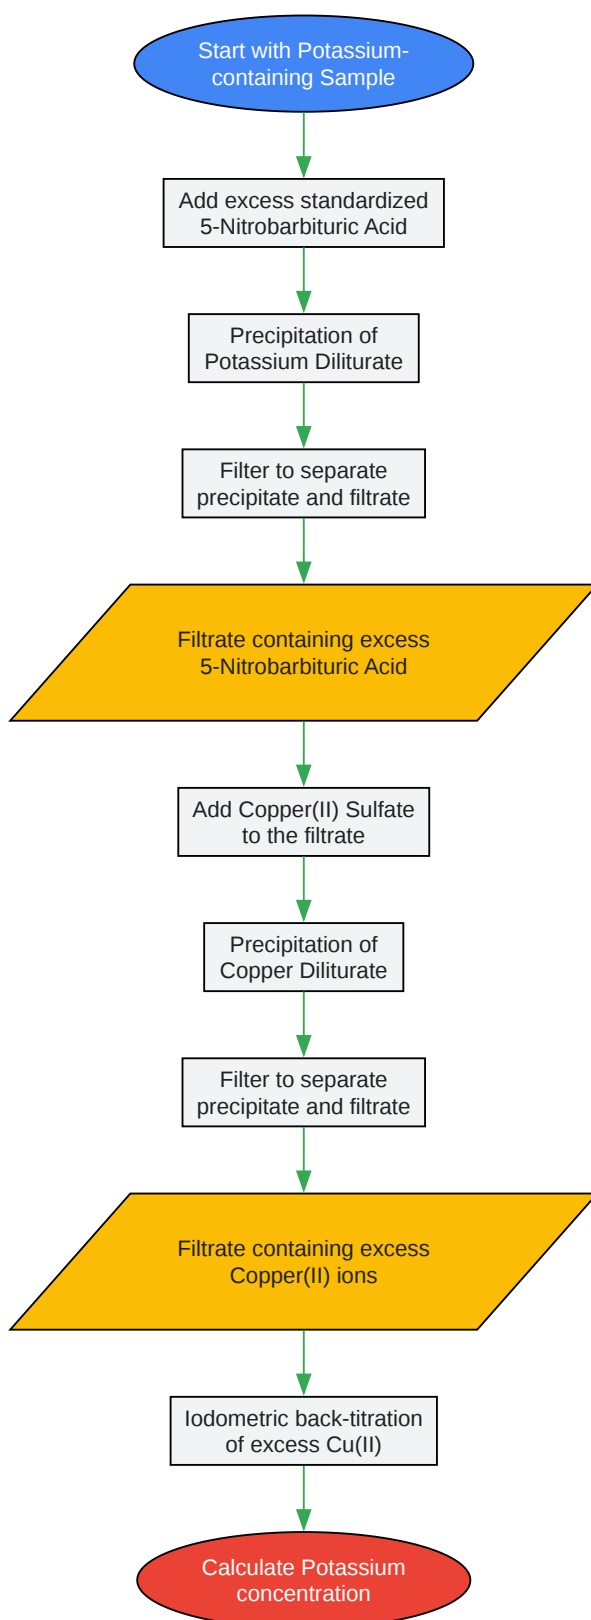 Start with Potassium-
containing Sample
Add excess standardized
5-Nitrobarbituric Acid
Precipitation of
Potassium Diliturate
Filter to separate
precipitate and filtrate
Filtrate containing excess
5-Nitrobarbituric Acid
Add Copper(II) Sulfate
to the filtrate
Precipitation of
Copper Diliturate
Filter to separate
precipitate and filtrate
Filtrate containing excess
Copper(II) ions
Iodometric back-titration
of excess Cu(II)
Calculate Potassium
concentration